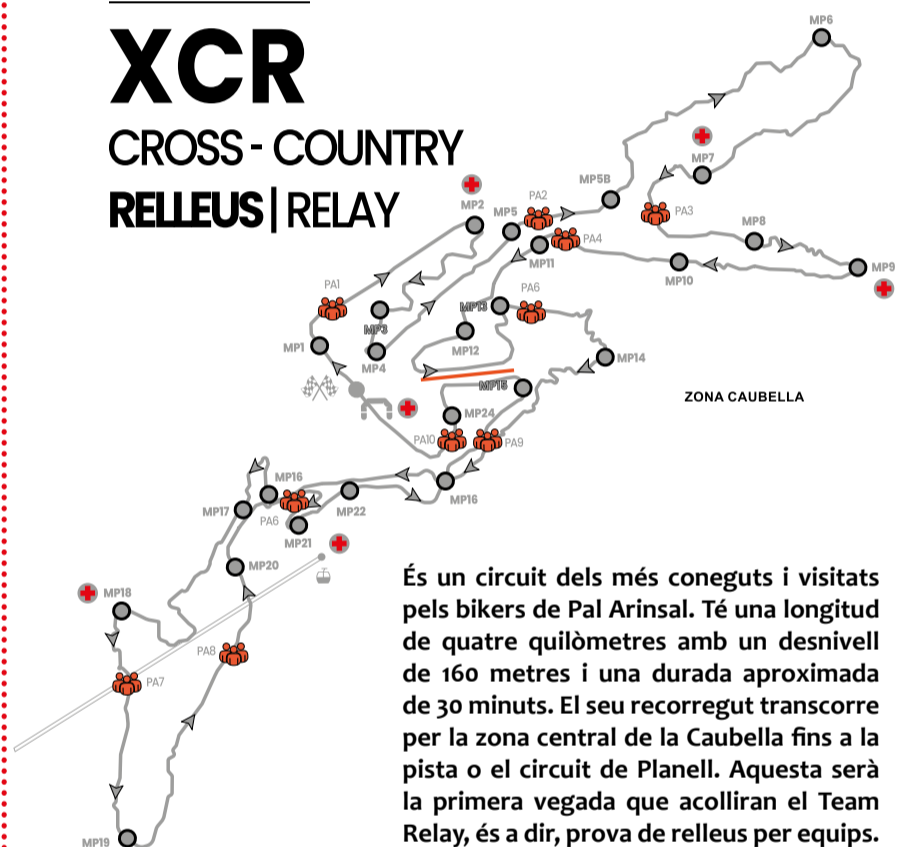 XCR
CROSS - COUNTRY
RELLEUS | RELAY
MP6
MP7
MP5B
PA2
MP2
MP5
PA3
PA4
MP8
MP11
MP9
MP10
PA1
PA6
MP13
MP3
MP1
MP12
MP4
MP14
MP15
ZONA CAUBELLA
MP24
PA10
PA9
MP16
MP16
MP22
MP17
PA6
MP21
MP20
MP18
PA8
PA7
MP19
És un circuit dels més coneguts i visitats
pels bikers de Pal Arinsal. Té una longitud
de quatre quilòmetres amb un desnivell
de 160 metres i una durada aproximada
de 30 minuts. El seu recorregut transcorre
per la zona central de la Caubella fins a la
pista o el circuit de Planell. Aquesta serà
la primera vegada que acolliran el Team
Relay, és a dir, prova de relleus per equips.